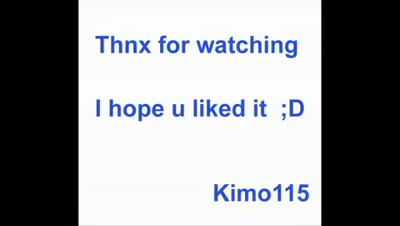 Thnx for watching
I hope u liked it  ;D
Kimo115